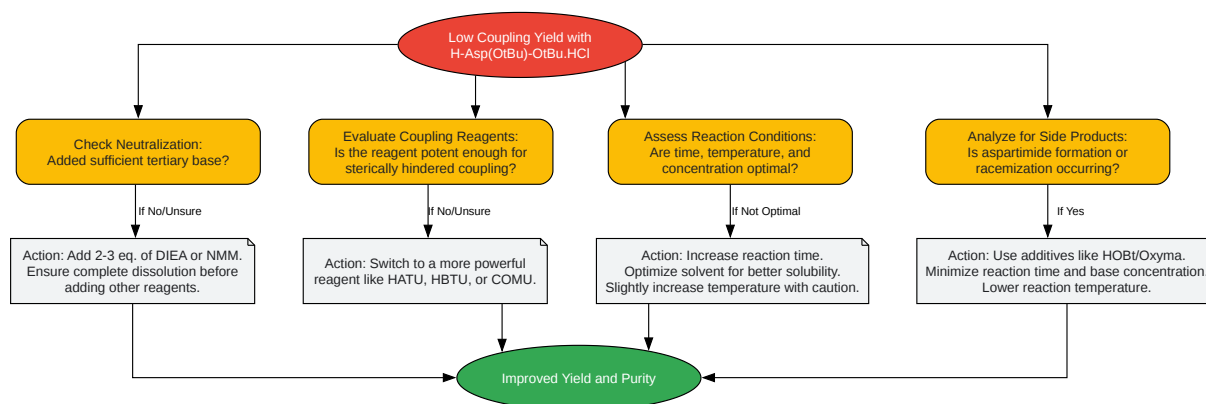 Low Coupling Yield with
H-Asp(OtBu)-OtBu.HCl
Check Neutralization:
Added sufficient tertiary base?
Evaluate Coupling Reagents:
Is the reagent potent enough for
sterically hindered coupling?
Assess Reaction Conditions:
Are time, temperature, and
concentration optimal?
Analyze for Side Products:
Is aspartimide formation or
racemization occurring?
If No/Unsure
If No/Unsure
If Not Optimal
If Yes
Action: Add 2-3 eq. of DIEA or NMM.
Ensure complete dissolution before
adding other reagents.
Action: Switch to a more powerful
reagent like HATU, HBTU, or COMU.
Action: Increase reaction time.
Optimize solvent for better solubility.
Slightly increase temperature with caution.
Action: Use additives like HOBt/Oxyma.
Minimize reaction time and base concentration.
Lower reaction temperature.
Improved Yield and Purity